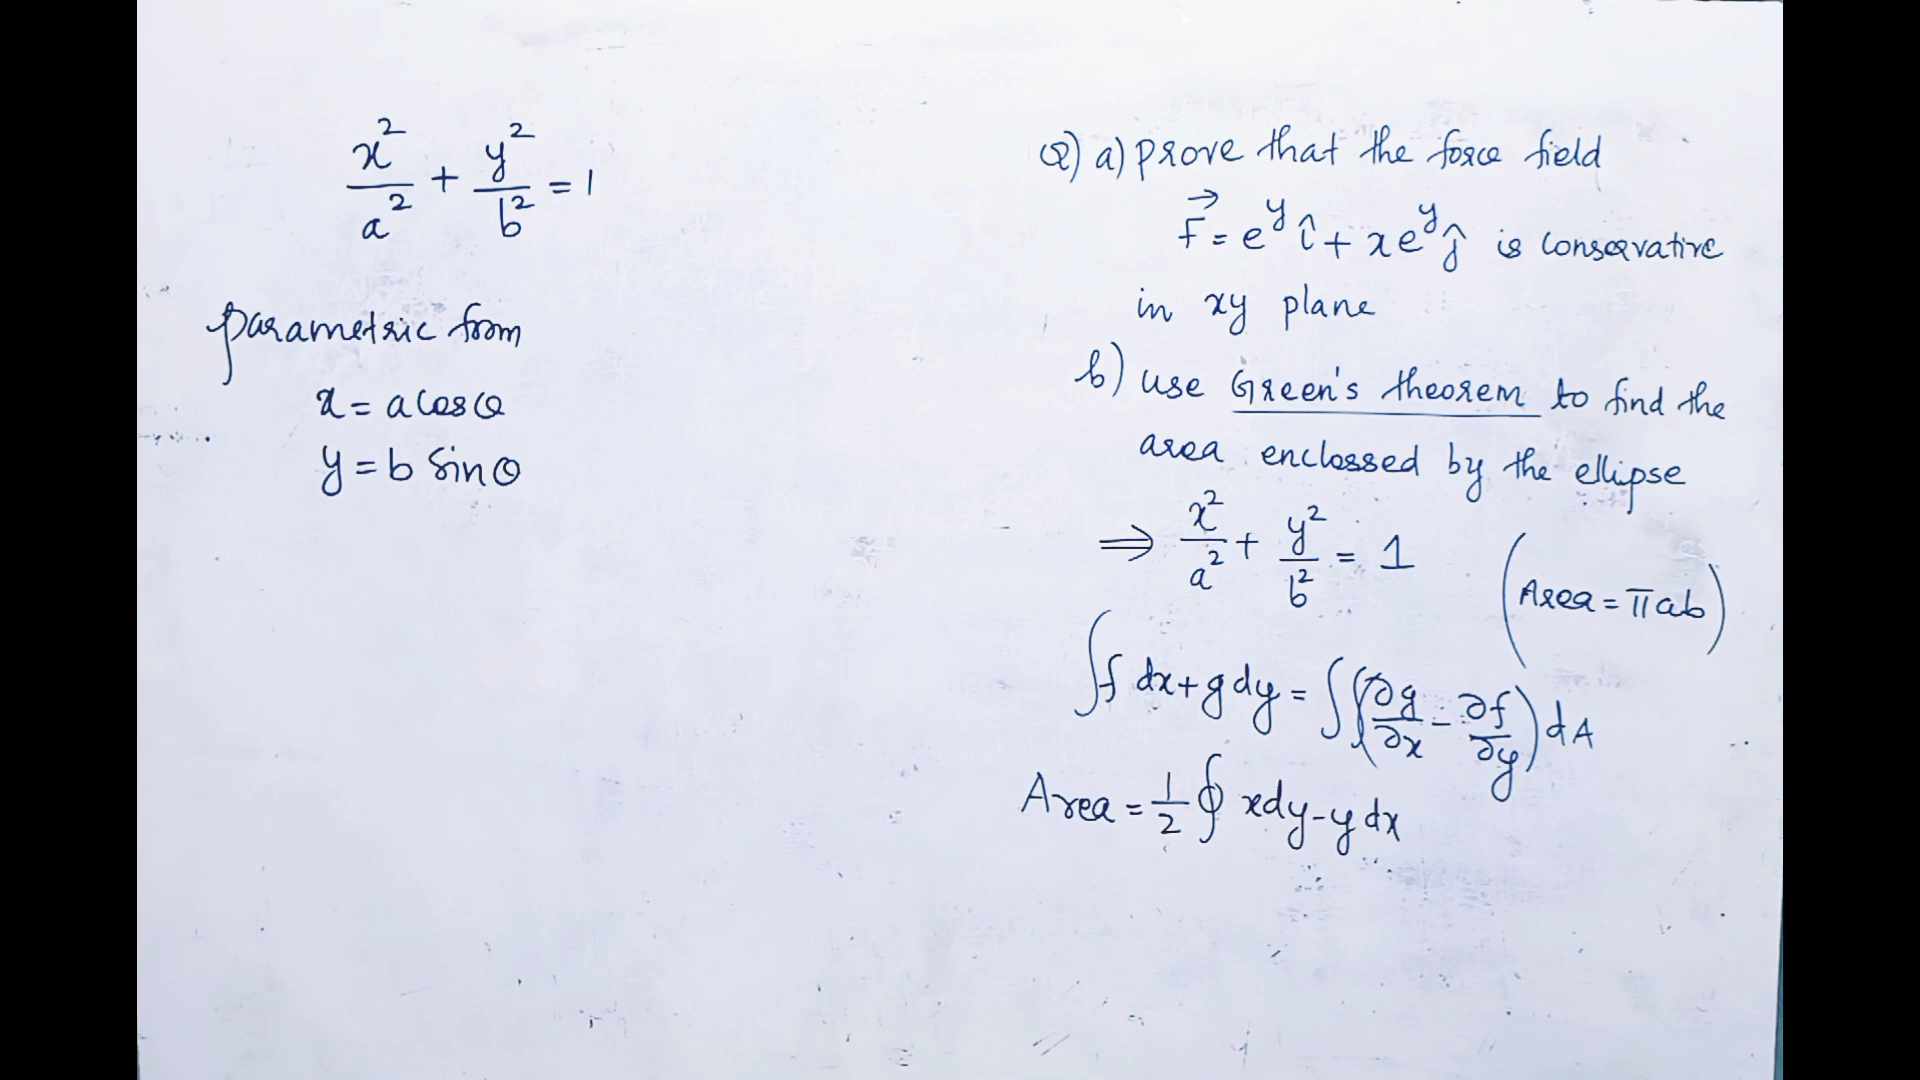 x²/a² + y²/b² = 1
parametric from
x = a cos θ
y = b sin θ
Q) a) prove that the force field
F⃗ = e^y î + x e^y ĵ is conservative
in xy plane
b) use Green's theorem to find the
area enclossed by the ellipse
⇒ x²/a² + y²/b² = 1 (Area = πab)
∫ f dx + g dy = ∫∫ (∂g/∂x - ∂f/∂y) dA
Area = 1/2 ∮ x dy - y dx